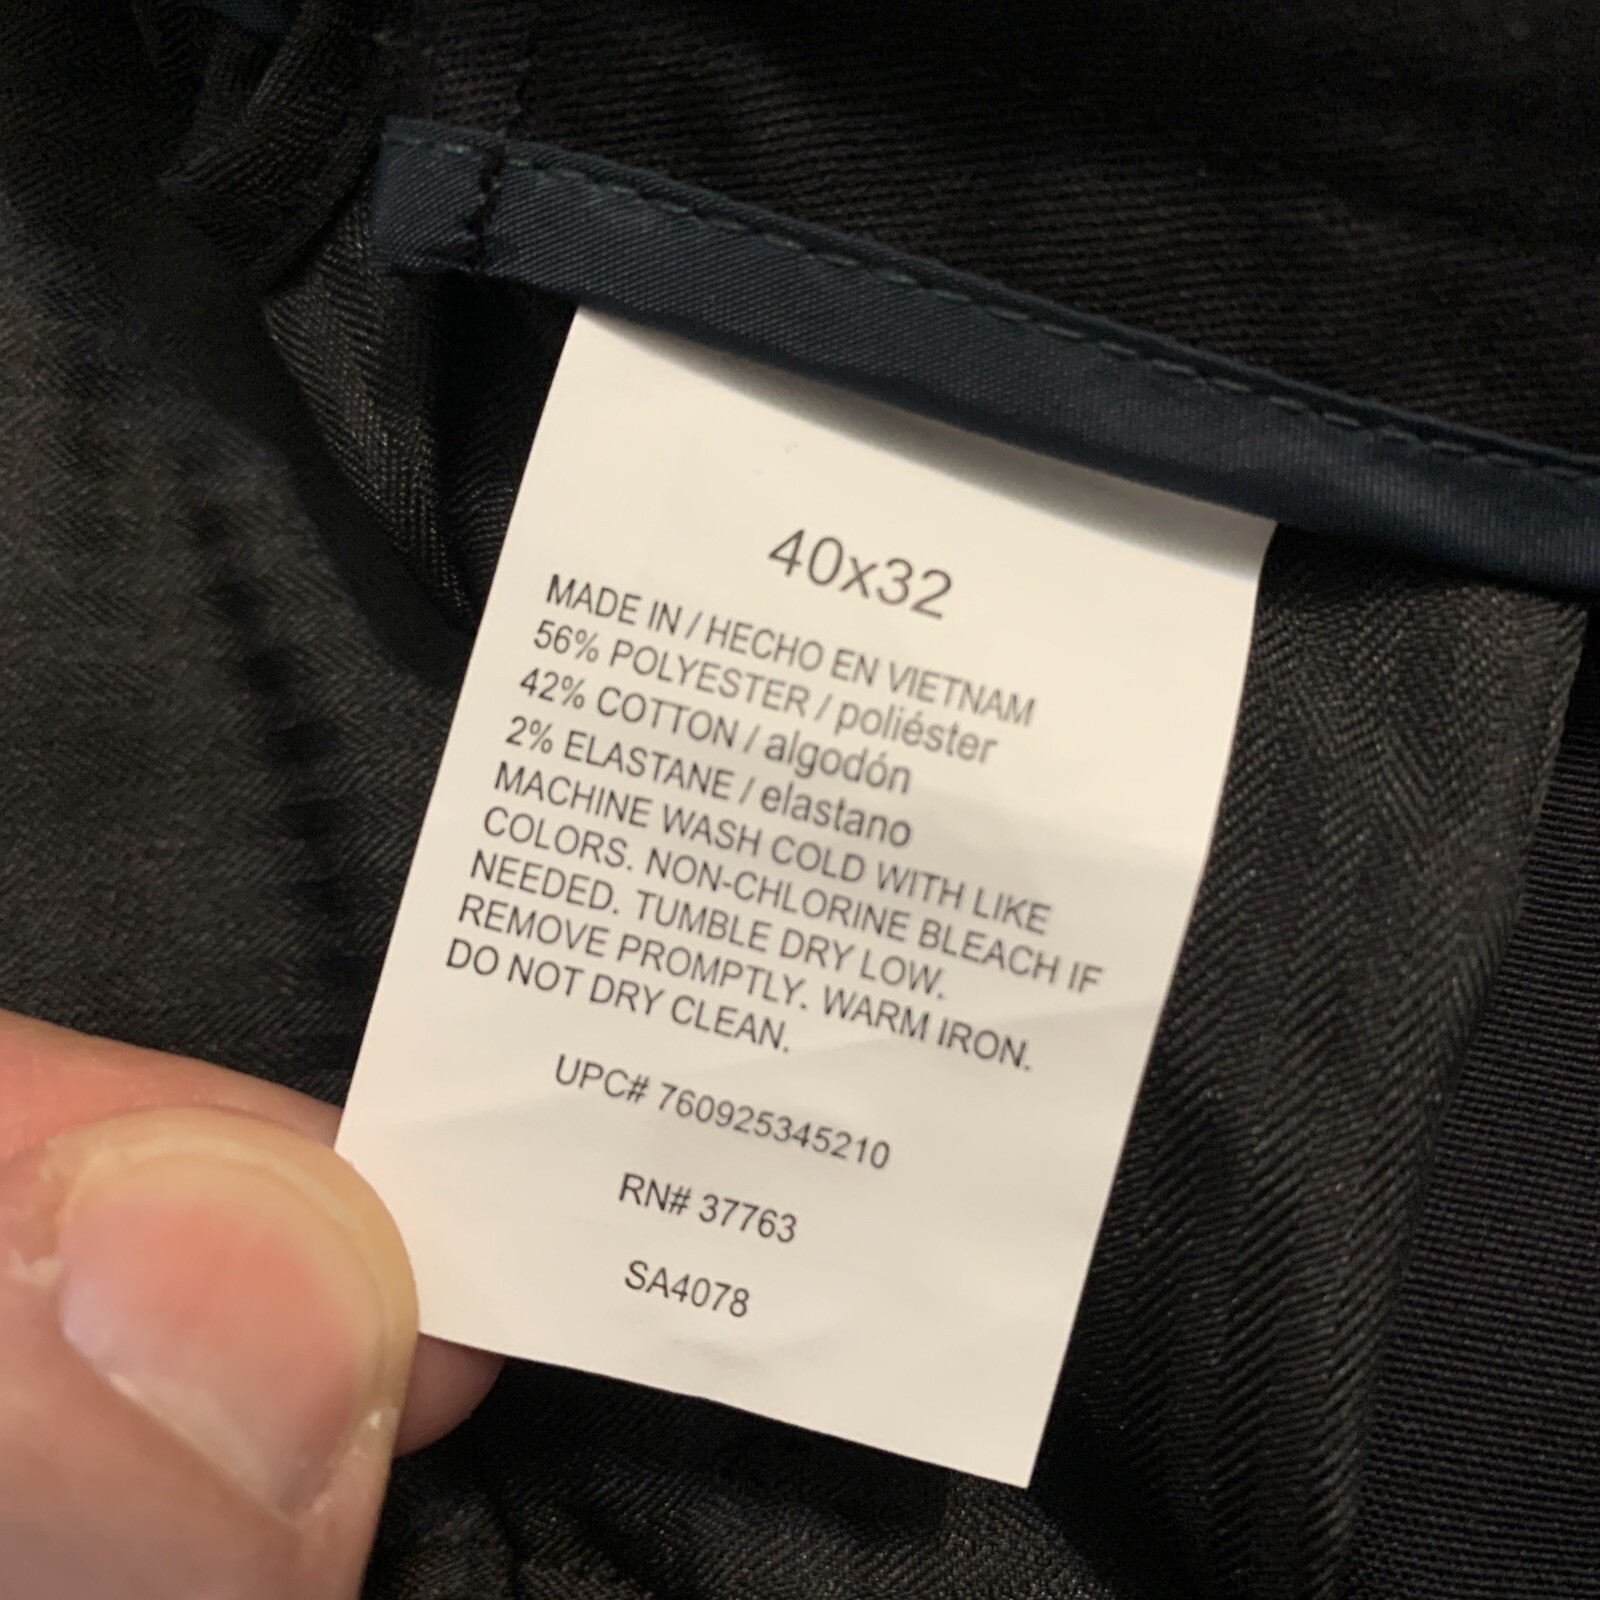 40x32
MADE IN / HECHO EN VIETNAM
56% POLYESTER / poliéster
42% COTTON / algodón
2% ELASTANE / elastano
MACHINE WASH COLD WITH LIKE
COLORS. NON-CHLORINE BLEACH IF
NEEDED. TUMBLE DRY LOW.
REMOVE PROMPTLY. WARM IRON.
DO NOT DRY CLEAN.
UPC# 760925345210
RN# 37763
SA4078